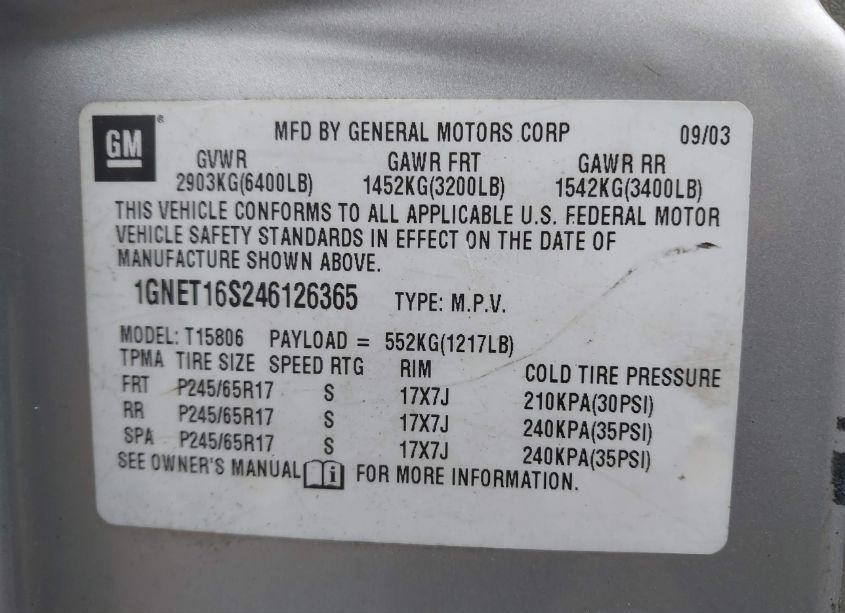 GM ®
MFD BY GENERAL MOTORS CORP 09/03
GVWR GAWR FRT GAWR RR
2903KG(6400LB) 1452KG(3200LB) 1542KG(3400LB)
THIS VEHICLE CONFORMS TO ALL APPLICABLE U.S. FEDERAL MOTOR
VEHICLE SAFETY STANDARDS IN EFFECT ON THE DATE OF
MANUFACTURE SHOWN ABOVE.
1GNET16S246126365 TYPE: M.P.V.
MODEL: T15806 PAYLOAD = 552KG(1217LB)
TPMA TIRE SIZE SPEED RTG RIM COLD TIRE PRESSURE
FRT P245/65R17 S 17X7J 210KPA(30PSI)
RR P245/65R17 S 17X7J 240KPA(35PSI)
SPA P245/65R17 S 17X7J 240KPA(35PSI)
SEE OWNER'S MANUAL i FOR MORE INFORMATION.